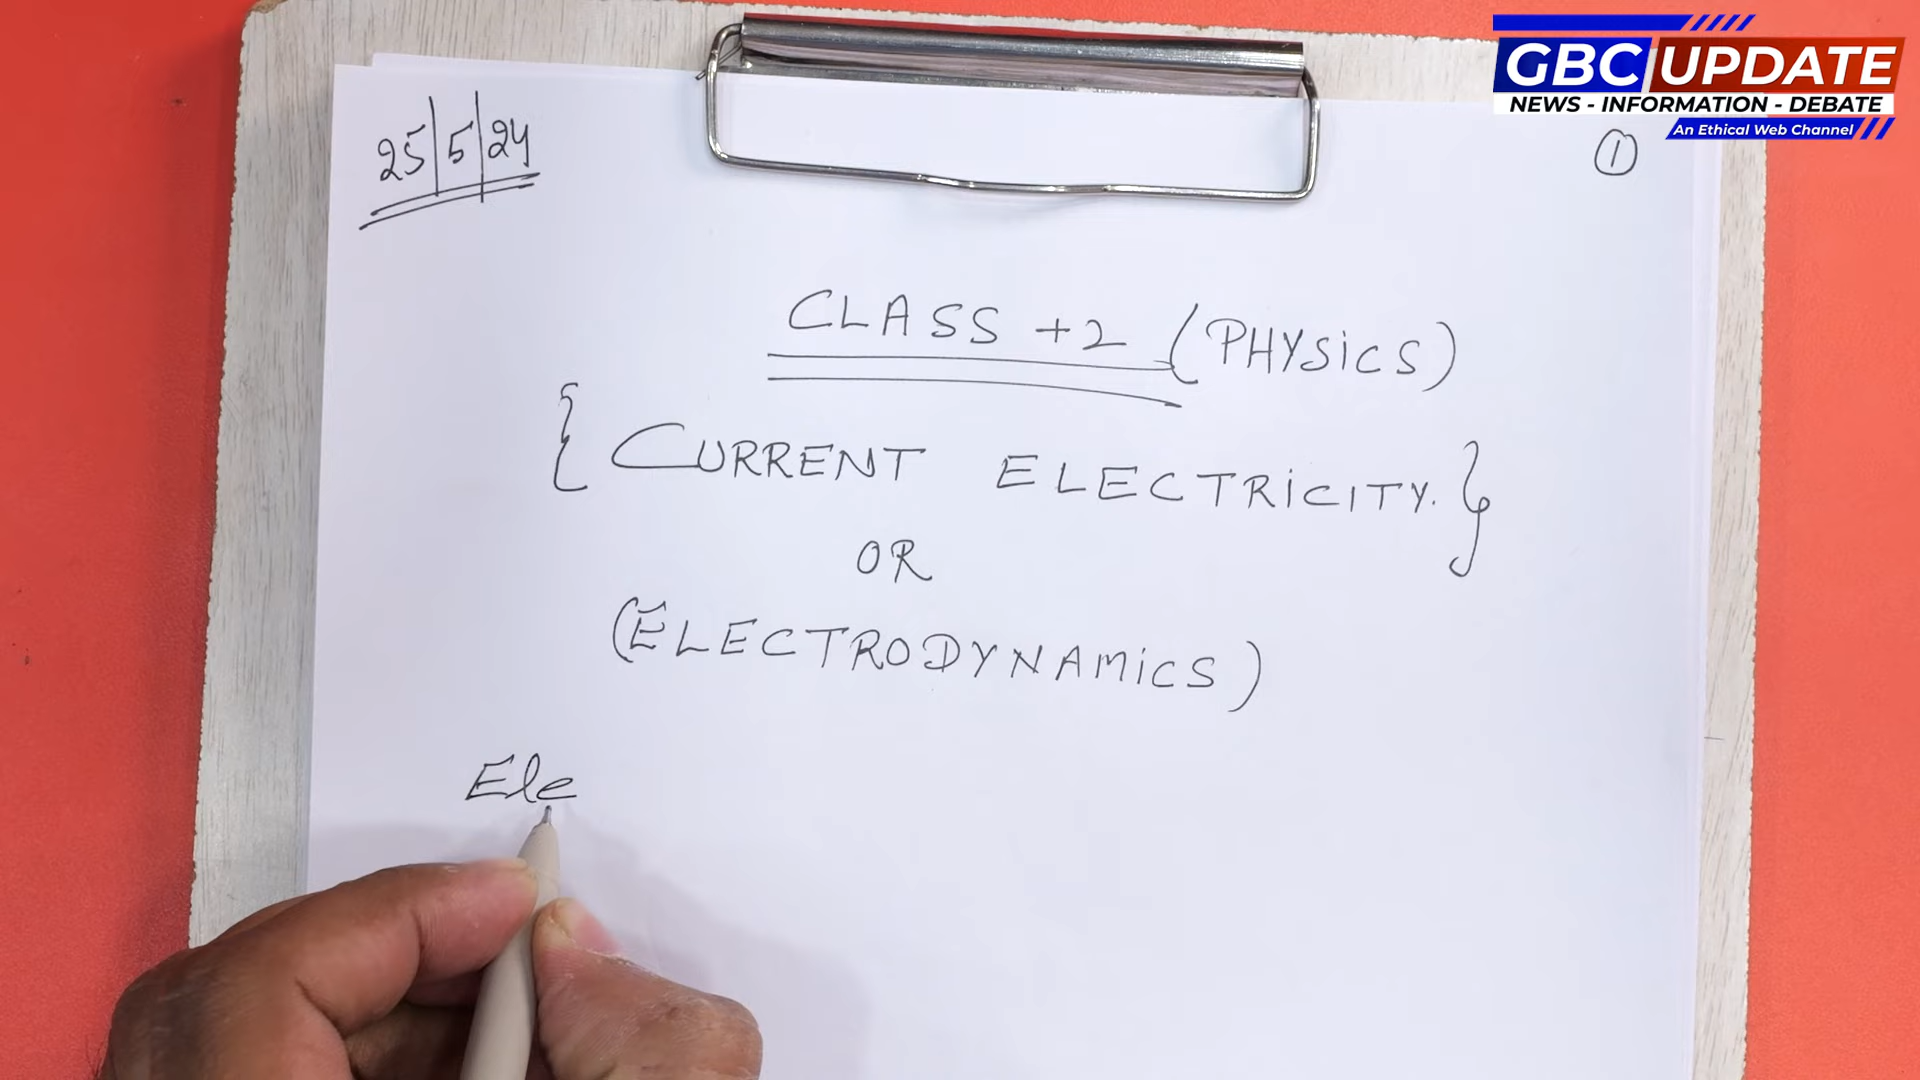 GBC UPDATE
NEWS - INFORMATION - DEBATE
An Ethical Web Channel
25|5|24
1
CLASS +2 (PHYSICS)
{ CURRENT ELECTRICITY. }
OR
(ELECTRODYNAMICS)
Ele